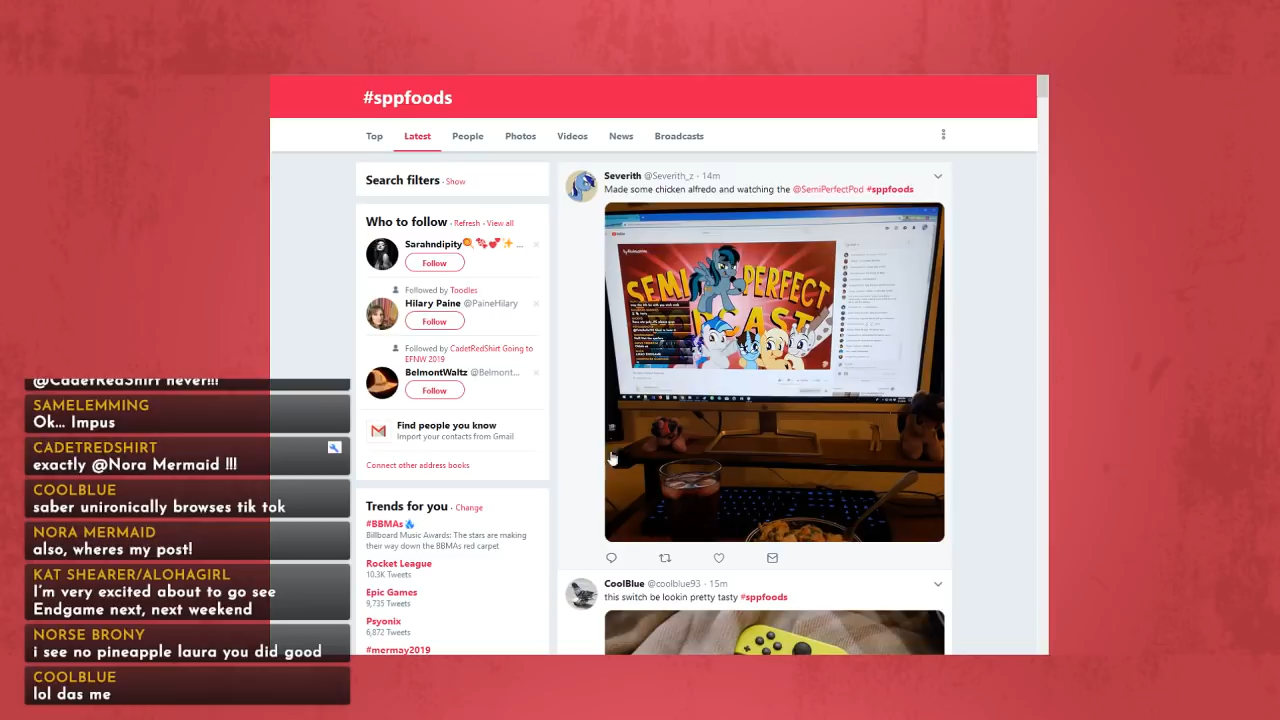 #sppfoods
Top Latest People Photos Videos News Broadcasts
Search filters · Show
Who to follow · Refresh · View all
Sarahndipity ...
Follow
Followed by Toodles
Hilary Paine @PaineHilary
Follow
Followed by CadetRedShirt Going to
EFNW 2019
BelmontWaltz @Belmont...
Follow
Find people you know
Import your contacts from Gmail
Connect other address books
Trends for you · Change
#BBMAs
Billboard Music Awards: The stars are making
their way down the BBMAs red carpet
Rocket League
10.3K Tweets
Epic Games
9,735 Tweets
Psyonix
6,872 Tweets
#mermay2019
Severith @Severith_z · 14m
Made some chicken alfredo and watching the @SemiPerfectPod #sppfoods
SEMI PERFECT
CoolBlue @coolblue93 · 15m
this switch be lookin pretty tasty #sppfoods
@CadetRedShirt never!!!
SAMELEMMING
Ok... Impus
CADETREDSHIRT
exactly @Nora Mermaid !!!
COOLBLUE
saber unironically browses tik tok
NORA MERMAID
also, wheres my post!
KAT SHEARER/ALOHAGIRL
I'm very excited about to go see
Endgame next, next weekend
NORSE BRONY
i see no pineapple laura you did good
COOLBLUE
lol das me